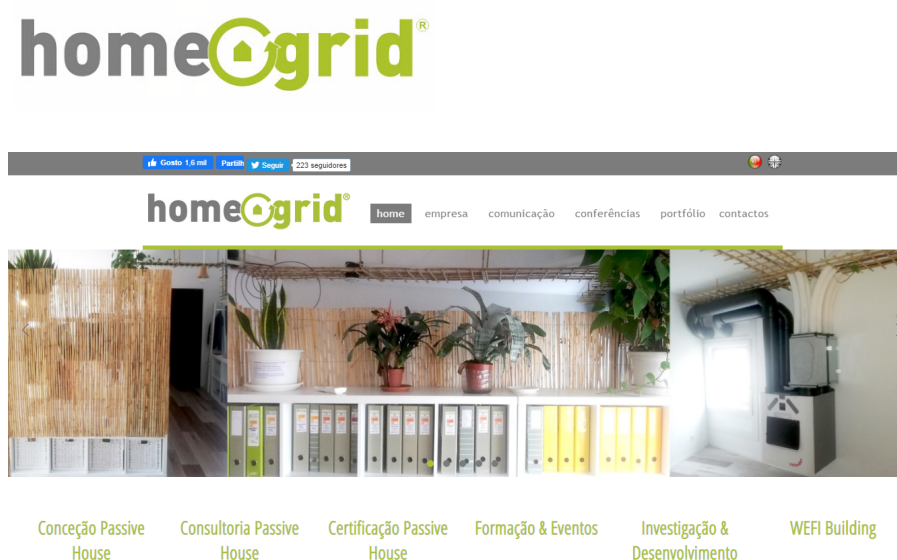 homegrid®
Gosto 1,6 mil Partilh Seguir 223 seguidores
homegrid® home empresa comunicação conferências portfólio contactos
Conceção Passive House
Consultoria Passive House
Certificação Passive House
Formação & Eventos
Investigação & Desenvolvimento
WEFI Building